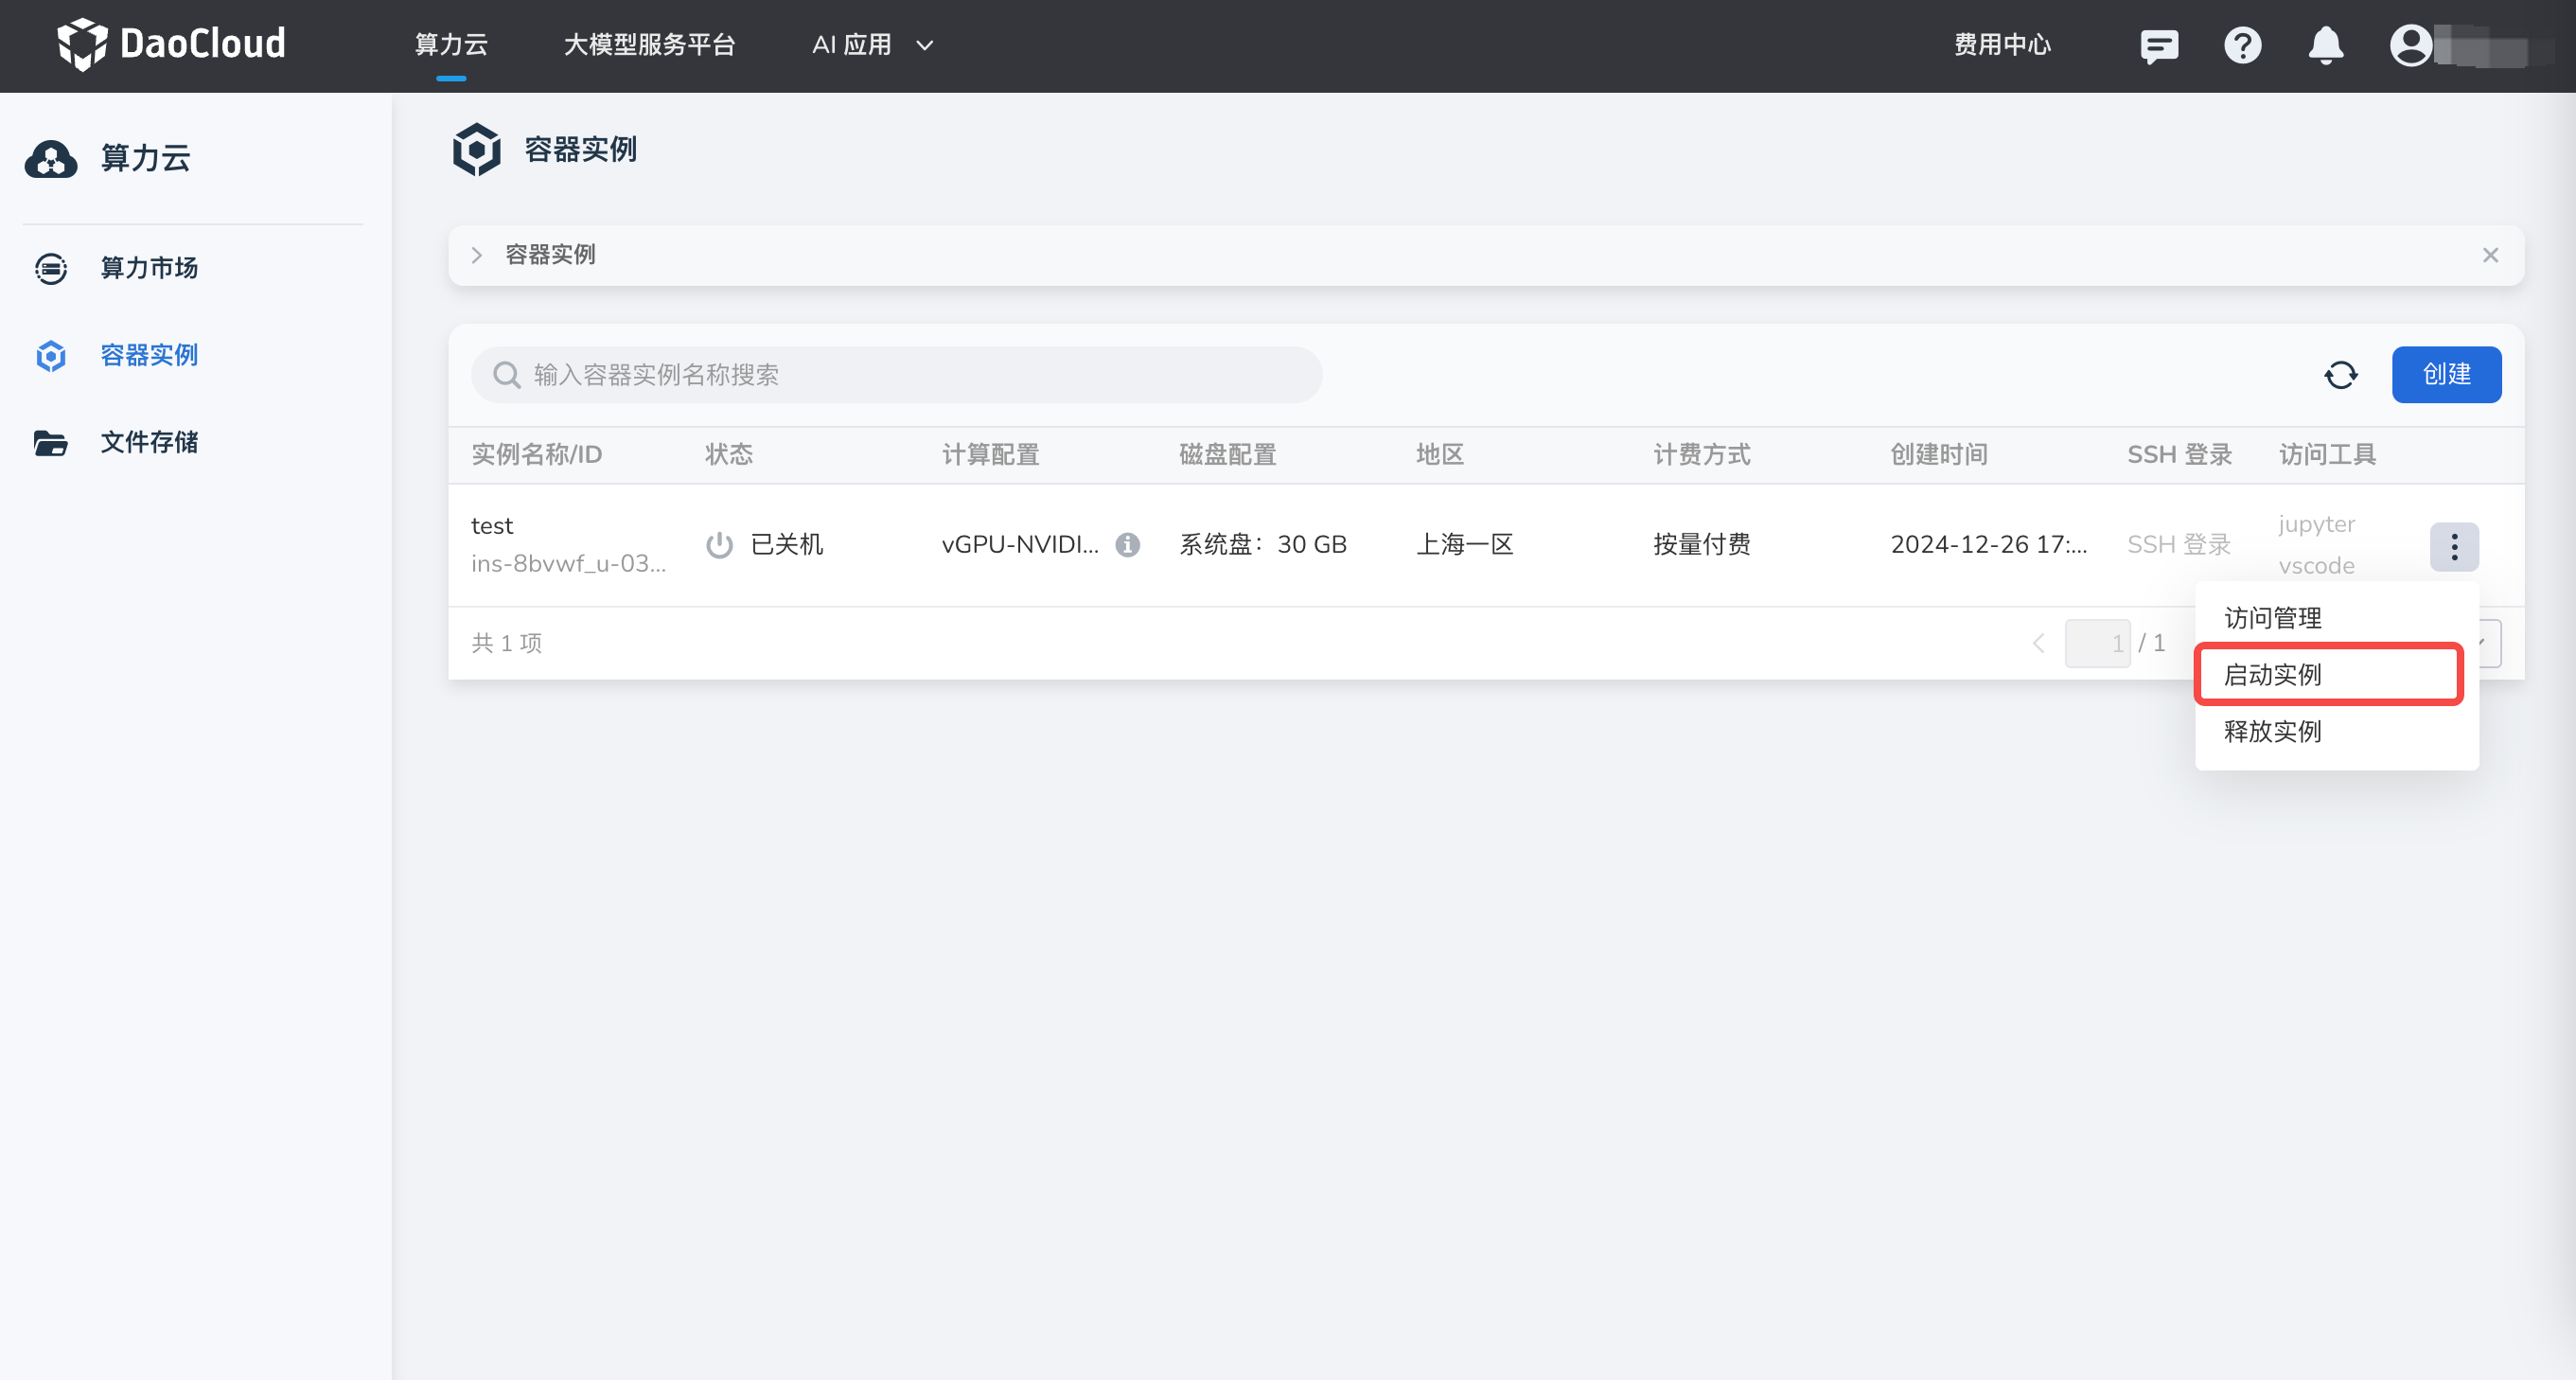 DaoCloud
算力云
大模型服务平台
AI 应用
费用中心
算力云
算力市场
容器实例
文件存储
容器实例
容器实例
输入容器实例名称搜索
创建
实例名称/ID 状态 计算配置 磁盘配置 地区 计费方式 创建时间 SSH 登录 访问工具
test
ins-8bvwf_u-03...
已关机
vGPU-NVIDI...
系统盘：30 GB
上海一区
按量付费
2024-12-26 17:...
SSH 登录
jupyter
vscode
共 1 项
1 / 1
访问管理
启动实例
释放实例